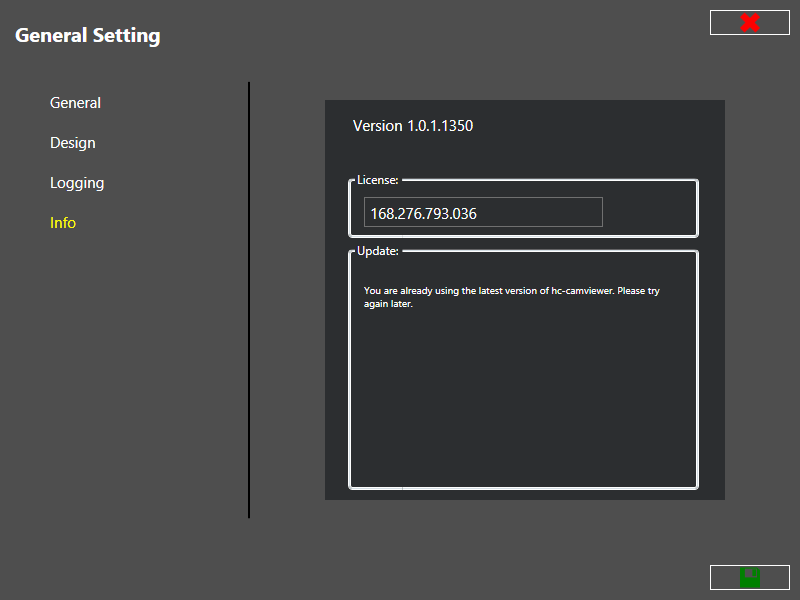 General Setting
General
Design
Logging
Info
Version 1.0.1.1350
License:
168.276.793.036
Update:
You are already using the latest version of hc-camviewer. Please try
again later.